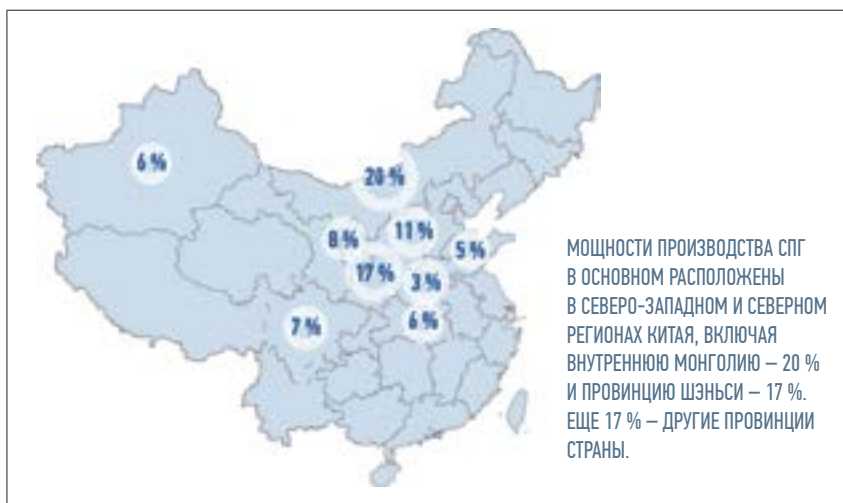 20 %
6 %
11 %
8 %
5 %
17 %
3 %
6 %
7 %
МОЩНОСТИ ПРОИЗВОДСТВА СПГ
В ОСНОВНОМ РАСПОЛОЖЕНЫ
В СЕВЕРО-ЗАПАДНОМ И СЕВЕРНОМ
РЕГИОНАХ КИТАЯ, ВКЛЮЧАЯ
ВНУТРЕННЮЮ МОНГОЛИЮ – 20 %
И ПРОВИНЦИЮ ШЭНЬСИ – 17 %.
ЕЩЕ 17 % – ДРУГИЕ ПРОВИНЦИИ
СТРАНЫ.